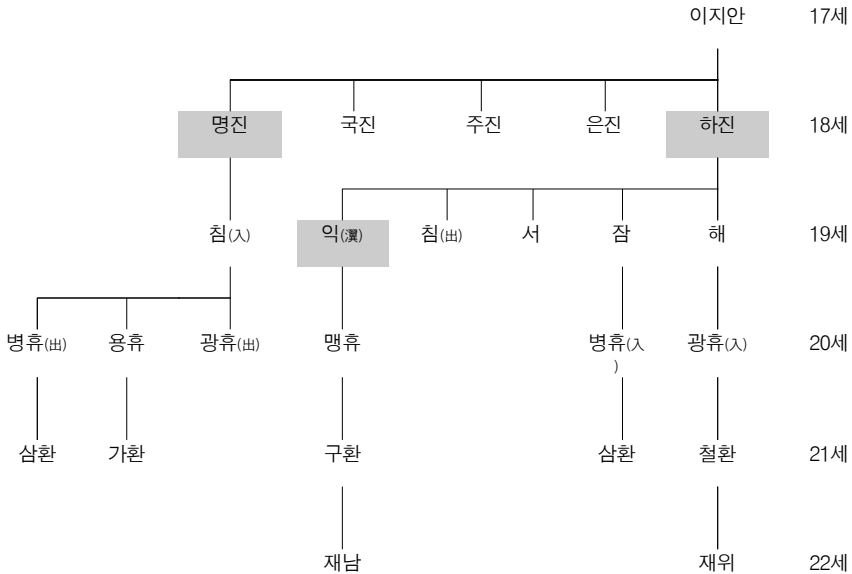 이지안 17세
명진 국진 주진 은진 하진 18세
침(入) 익(瀷) 침(出) 서 잠 해 19세
병휴(出) 용휴 광휴(出) 맹휴 병휴(入 광휴(入) 20세
)
삼환 가환 구환 삼환 철환 21세
재남 재위 22세